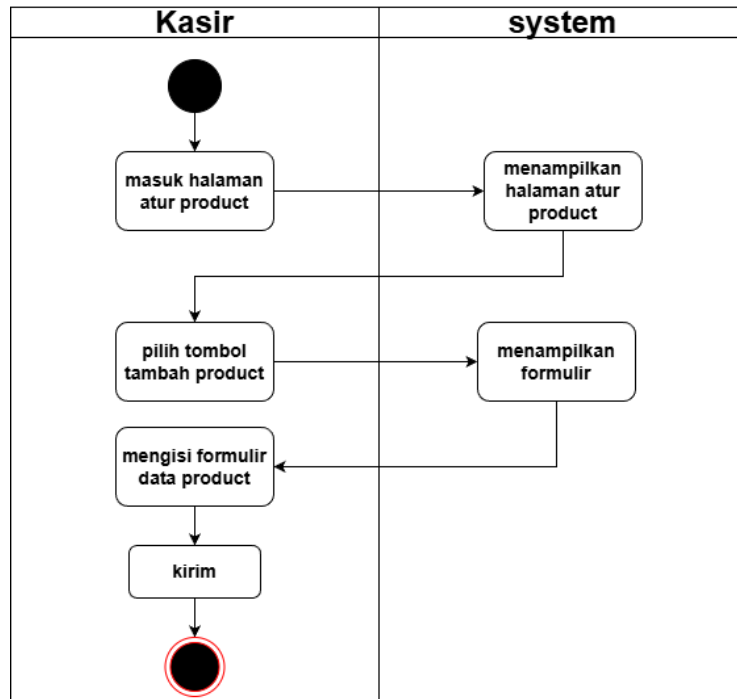 Kasir
system
masuk halaman
atur product
menampilkan
halaman atur
product
pilih tombol
tambah product
menampilkan
formulir
mengisi formulir
data product
kirim